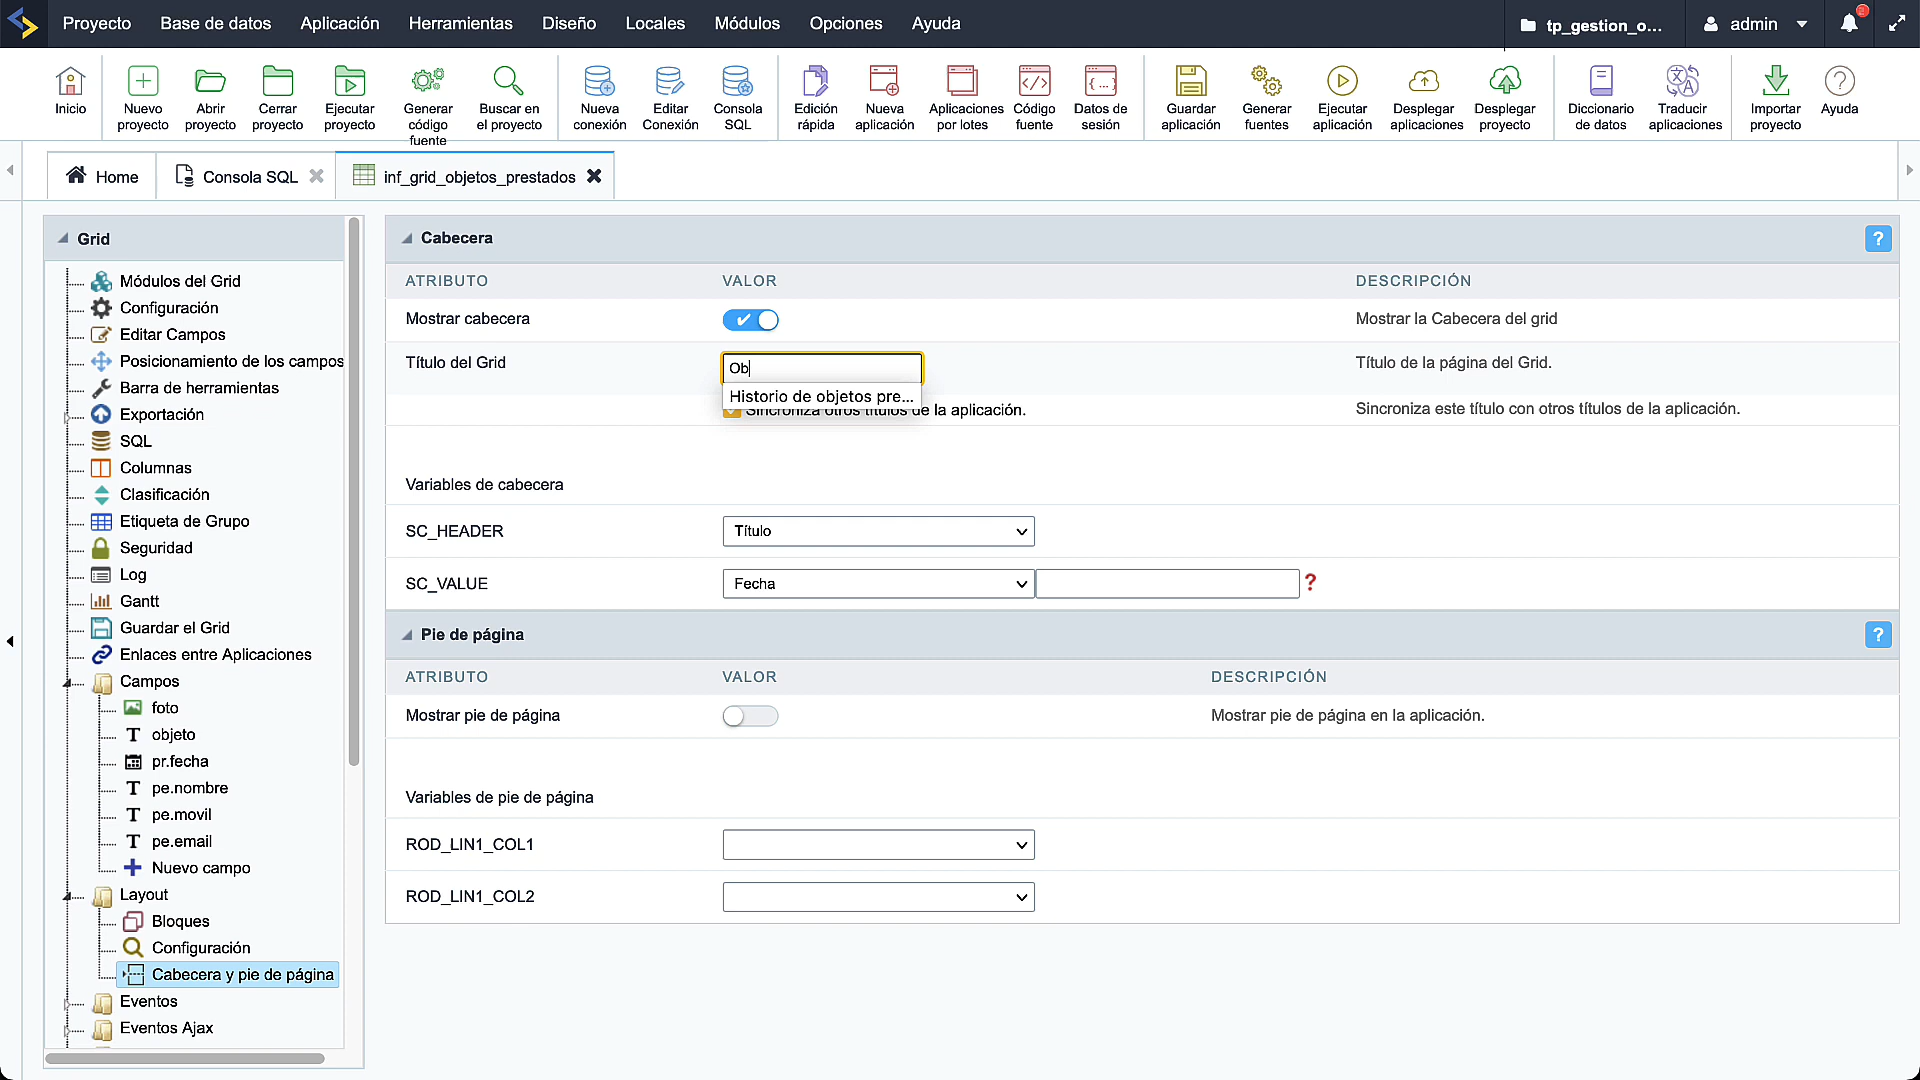 Proyecto Base de datos Aplicación Herramientas Diseño Locales Módulos Opciones Ayuda tp_gestion_o... admin
Inicio
Nuevo proyecto
Abrir proyecto
Cerrar proyecto
Ejecutar proyecto
Generar código fuente
Buscar en el proyecto
Nueva conexión
Editar Conexión
Consola SQL
Edición rápida
Nueva aplicación
Aplicaciones por lotes
Código fuente
Datos de sesión
Guardar aplicación
Generar fuentes
Ejecutar aplicación
Desplegar aplicaciones
Desplegar proyecto
Diccionario de datos
Traducir aplicaciones
Importar proyecto
Ayuda
Home Consola SQL inf_grid_objetos_prestados
Grid
Módulos del Grid
Configuración
Editar Campos
Posicionamiento de los campos
Barra de herramientas
Exportación
SQL
Columnas
Clasificación
Etiqueta de Grupo
Seguridad
Log
Gantt
Guardar el Grid
Enlaces entre Aplicaciones
Campos
foto
objeto
pr.fecha
pe.nombre
pe.movil
pe.email
Nuevo campo
Layout
Bloques
Configuración
Cabecera y pie de página
Eventos
Eventos Ajax
Cabecera ?
ATRIBUTO VALOR DESCRIPCIÓN
Mostrar cabecera Mostrar la Cabecera del grid
Título del Grid Ob Título de la página del Grid.
Historio de objetos pre...
Sincroniza otros títulos de la aplicación. Sincroniza este título con otros títulos de la aplicación.
Variables de cabecera
SC_HEADER Título
SC_VALUE Fecha ?
Pie de página ?
ATRIBUTO VALOR DESCRIPCIÓN
Mostrar pie de página Mostrar pie de página en la aplicación.
Variables de pie de página
ROD_LIN1_COL1
ROD_LIN1_COL2